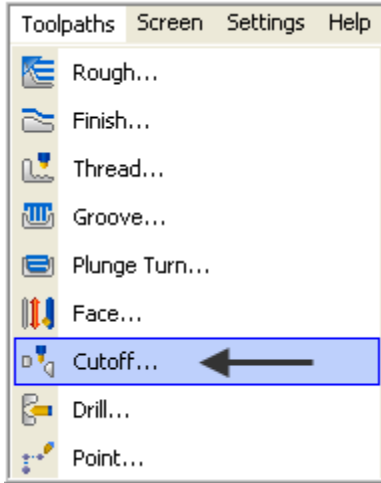 Toolpaths Screen Settings Help
Rough...
Finish...
Thread...
Groove...
Plunge Turn...
Face...
Cutoff...
Drill...
Point...